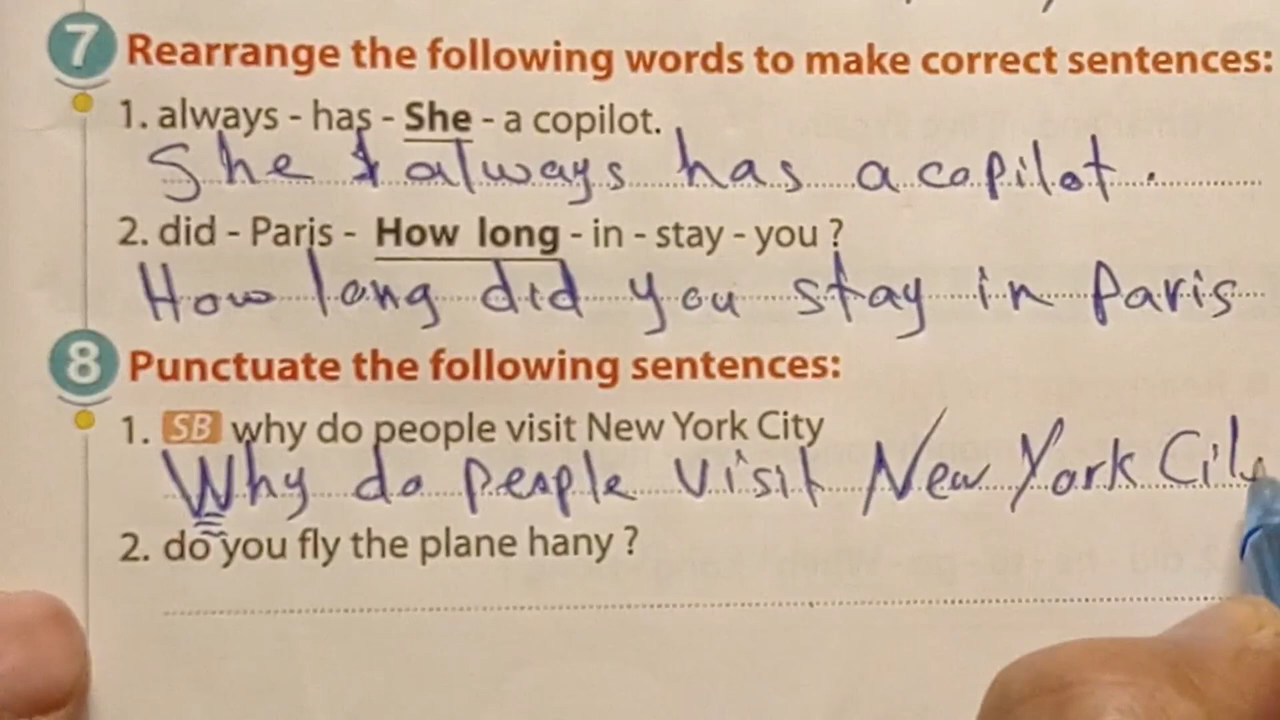 7 Rearrange the following words to make correct sentences:
1. always - has - She - a copilot.
She always has a copilot.
2. did - Paris - How long - in - stay - you ?
How long did you stay in Paris
8 Punctuate the following sentences:
1. SB why do people visit New York City
Why do people visit New York Cit
2. do you fly the plane hany ?